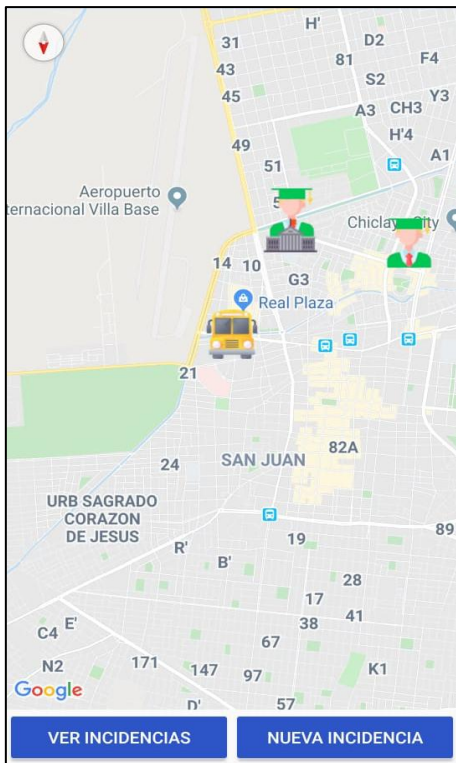 H'
31
D2
81
F4
43
S2
45
Y3
A3
CH3
H'4
49
A1
51
Aeropuerto
ternacional Villa Base
Chiclay
City
14
10
G3
Real Plaza
21
24
SAN JUAN
82A
URB SAGRADO
CORAZON
DE JESUS
19
89
R'
B'
28
17
41
38
E'
C4
67
N2
171
147
97
K1
Google
D'
57
VER INCIDENCIAS
NUEVA INCIDENCIA